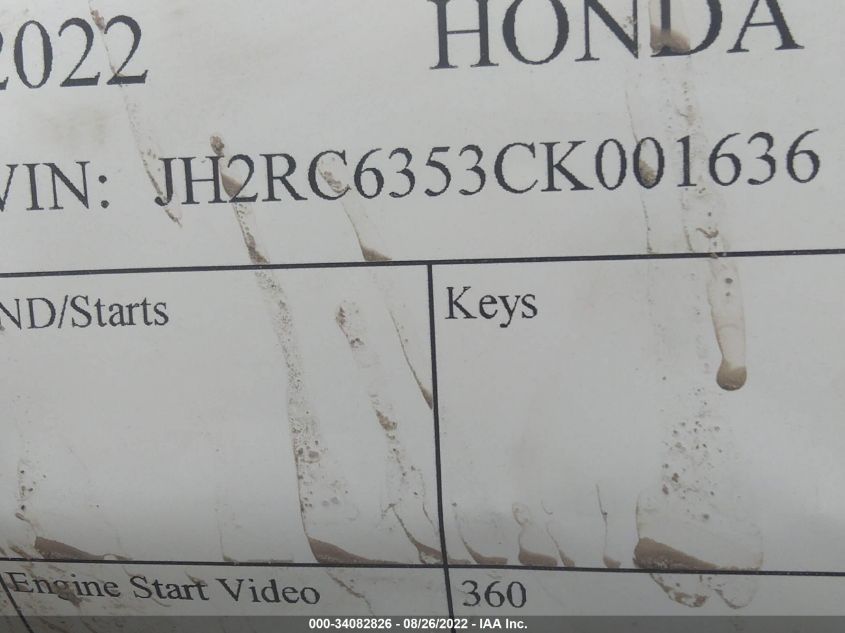 2022 HONDA
VIN: JH2RC6353CK001636
ND/Starts Keys
Engine Start Video 360
000-34082826 - 08/26/2022 - IAA Inc.